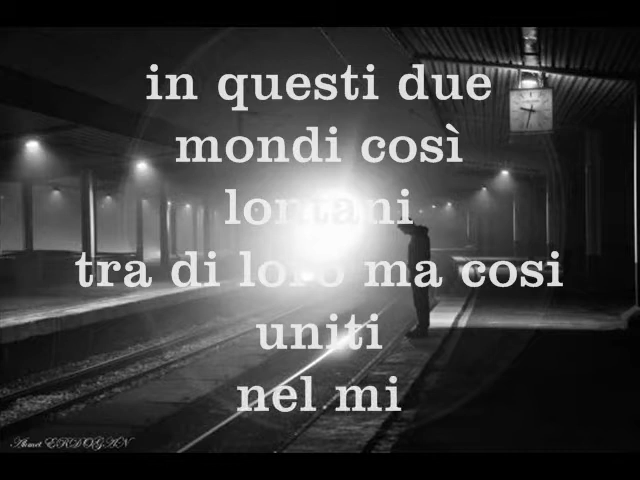 in questi due
mondi così
lontani
tra di loro ma cosi
uniti
nel mi
Ahmet ERDOGAN